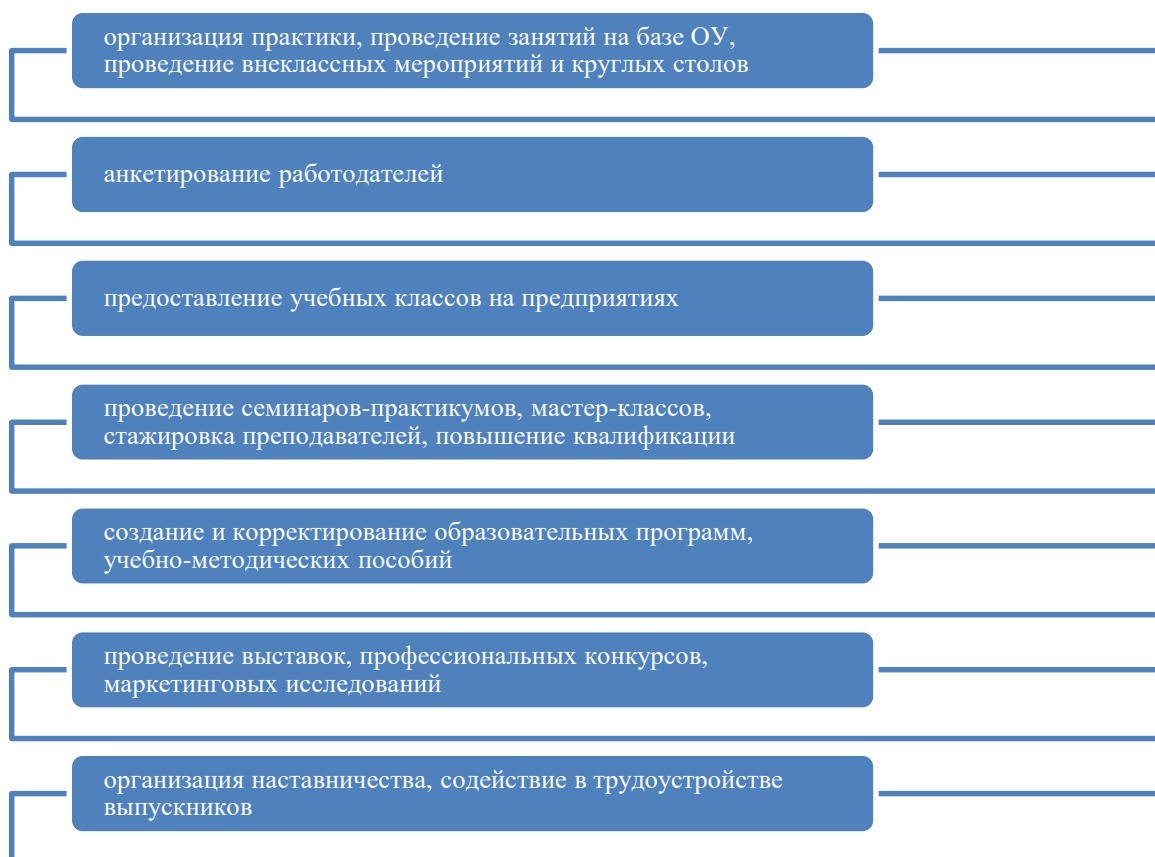 организация практики, проведение занятий на базе ОУ,
проведение внеклассных мероприятий и круглых столов
анкетирование работодателей
предоставление учебных классов на предприятиях
проведение семинаров-практикумов, мастер-классов,
стажировка преподавателей, повышение квалификации
создание и корректирование образовательных программ,
учебно-методических пособий
проведение выставок, профессиональных конкурсов,
маркетинговых исследований
организация наставничества, содействие в трудоустройстве
выпускников